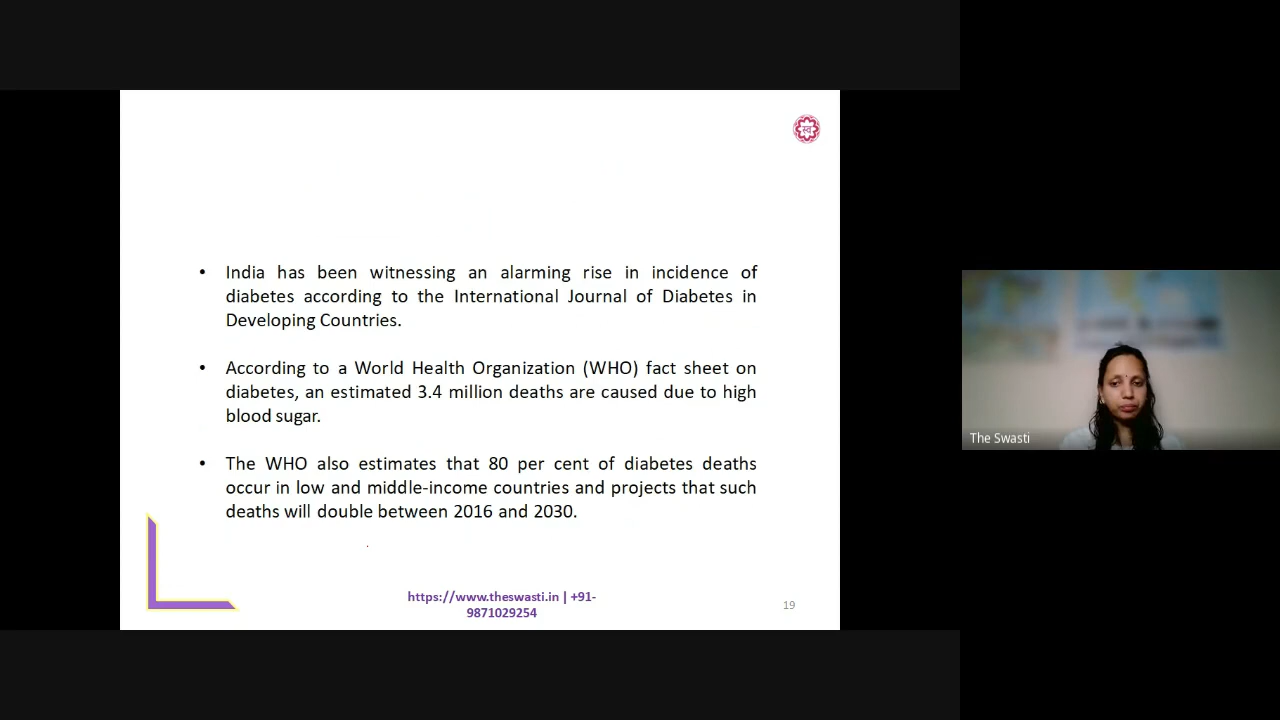 • India has been witnessing an alarming rise in incidence of
diabetes according to the International Journal of Diabetes in
Developing Countries.
• According to a World Health Organization (WHO) fact sheet on
diabetes, an estimated 3.4 million deaths are caused due to high
blood sugar.
• The WHO also estimates that 80 per cent of diabetes deaths
occur in low and middle-income countries and projects that such
deaths will double between 2016 and 2030.
https://www.theswasti.in | +91-
9871029254
19
The Swasti